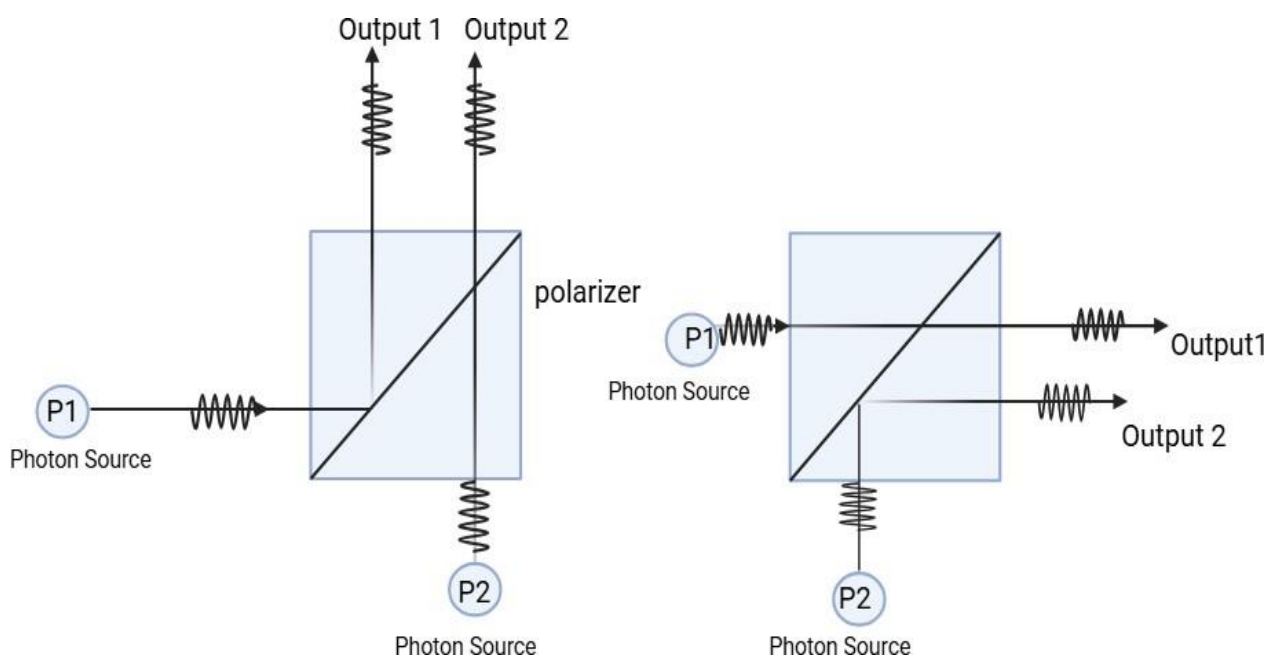 Output 1
Output 2
polarizer
P1
Photon Source
P2
Photon Source
P1
Photon Source
Output1
Output 2
P2
Photon Source